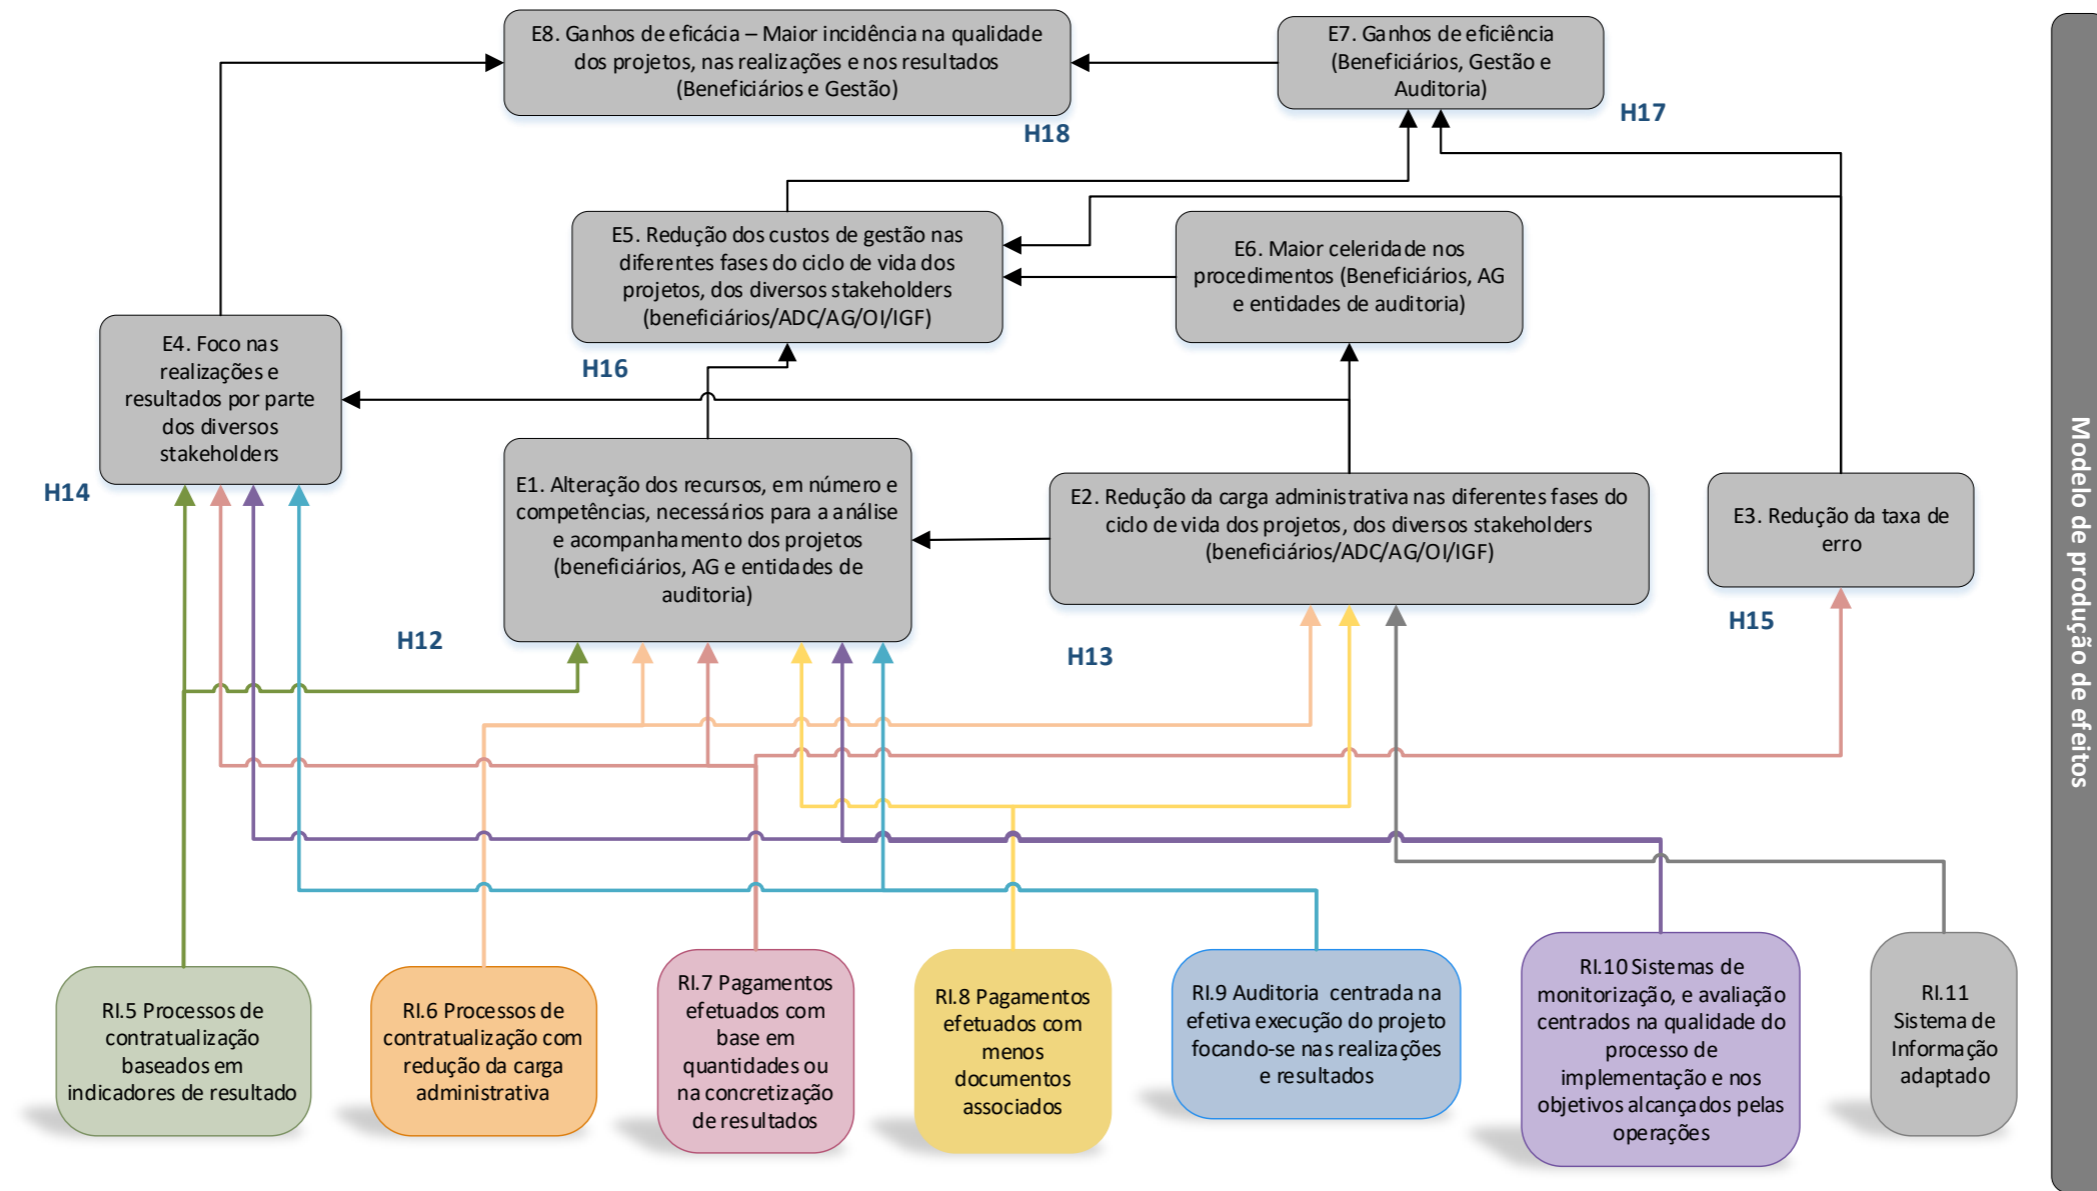 E8. Ganhos de eficácia – Maior incidência na qualidade
dos projetos, nas realizações e nos resultados
(Beneficiários e Gestão)
E7. Ganhos de eficiência
(Beneficiários, Gestão e
Auditoria)
H18
H17
E5. Redução dos custos de gestão nas
diferentes fases do ciclo de vida dos
projetos, dos diversos stakeholders
(beneficiários/ADC/AG/OI/IGF)
E6. Maior celeridade nos
procedimentos (Beneficiários, AG
e entidades de auditoria)
H16
E4. Foco nas
realizações e
resultados por parte
dos diversos
stakeholders
H14
E1. Alteração dos recursos, em número e
competências, necessários para a análise
e acompanhamento dos projetos
(beneficiários, AG e entidades de
auditoria)
H12
E2. Redução da carga administrativa nas diferentes fases do
ciclo de vida dos projetos, dos diversos stakeholders
(beneficiários/ADC/AG/OI/IGF)
H13
E3. Redução da taxa de
erro
H15
RI.5 Processos de
contratualização
baseados em
indicadores de resultado
RI.6 Processos de
contratualização com
redução da carga
administrativa
RI.7 Pagamentos
efetuados com
base em
quantidades ou
na concretização
de resultados
RI.8 Pagamentos
efetuados com
menos
documentos
associados
RI.9 Auditoria centrada na
efetiva execução do projeto
focando-se nas realizações
e resultados
RI.10 Sistemas de
monitorização, e avaliação
centrados na qualidade do
processo de
implementação e nos
objetivos alcançados pelas
operações
RI.11
Sistema de
Informação
adaptado
Modelo de produção de efeitos